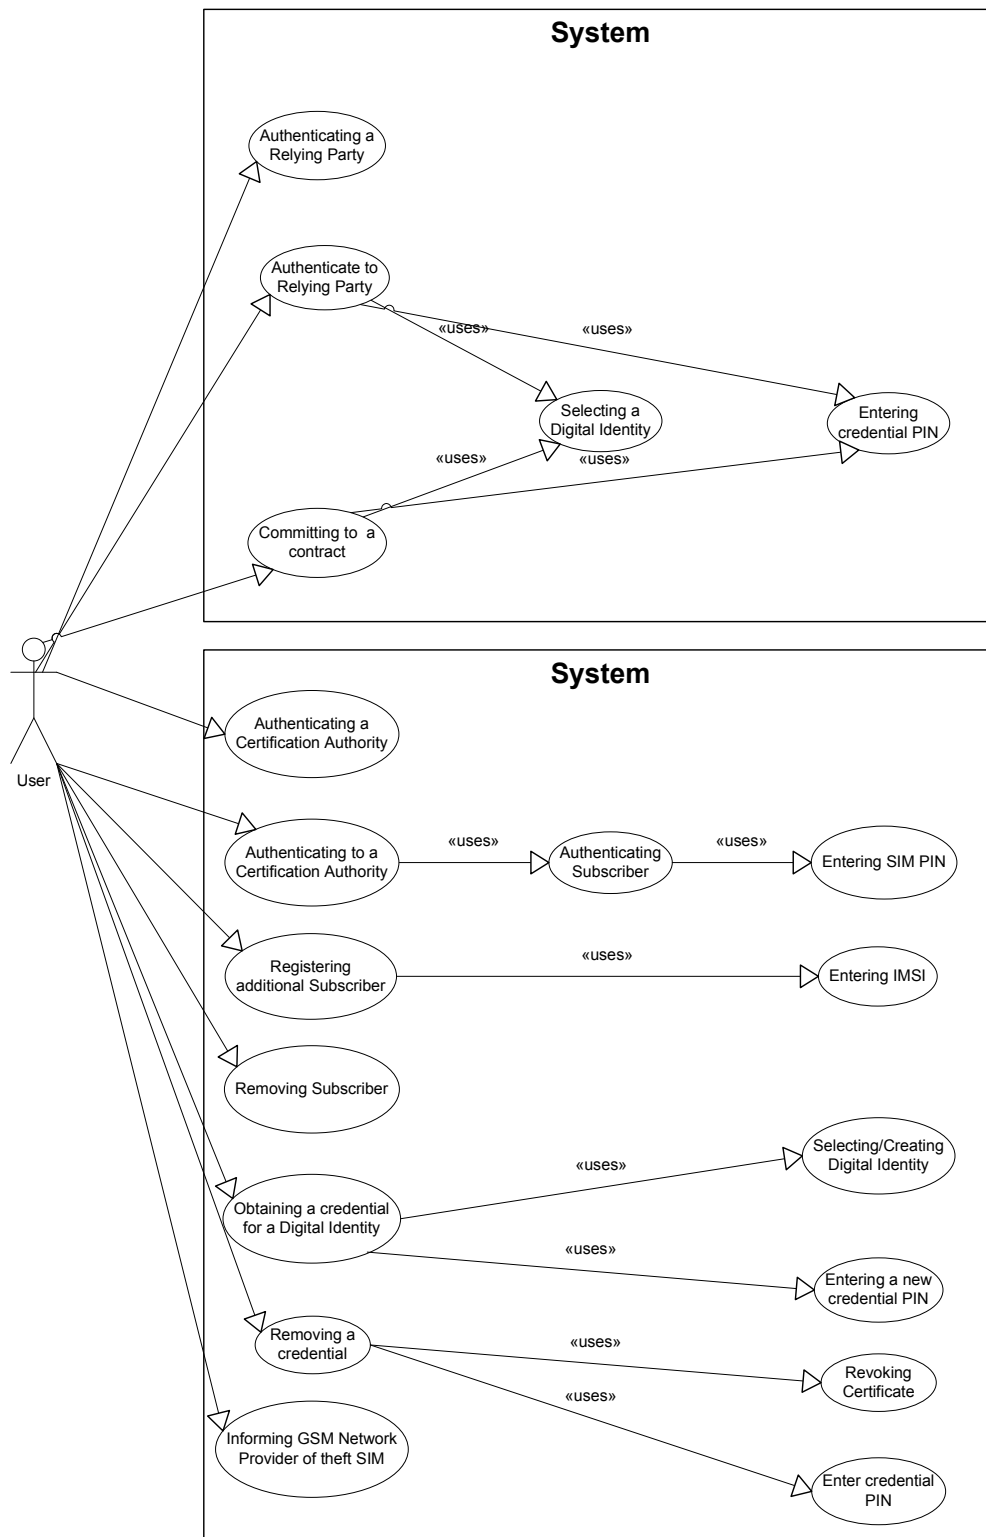 System
Authenticating a
Relying Party
Authenticate to
Relying Party
«uses»
«uses»
Selecting a
Digital Identity
Entering
credential PIN
«uses»
«uses»
Committing to  a
contract
User
System
Authenticating a
Certification Authority
Authenticating to a
Certification Authority
«uses»
Authenticating
Subscriber
«uses»
Entering SIM PIN
Registering
additional Subscriber
«uses»
Entering IMSI
Removing Subscriber
Selecting/Creating
Digital Identity
«uses»
Obtaining a credential
for a Digital Identity
«uses»
Entering a new
credential PIN
Removing a
credential
«uses»
Revoking
Certificate
«uses»
Informing GSM Network
Provider of theft SIM
Enter credential
PIN